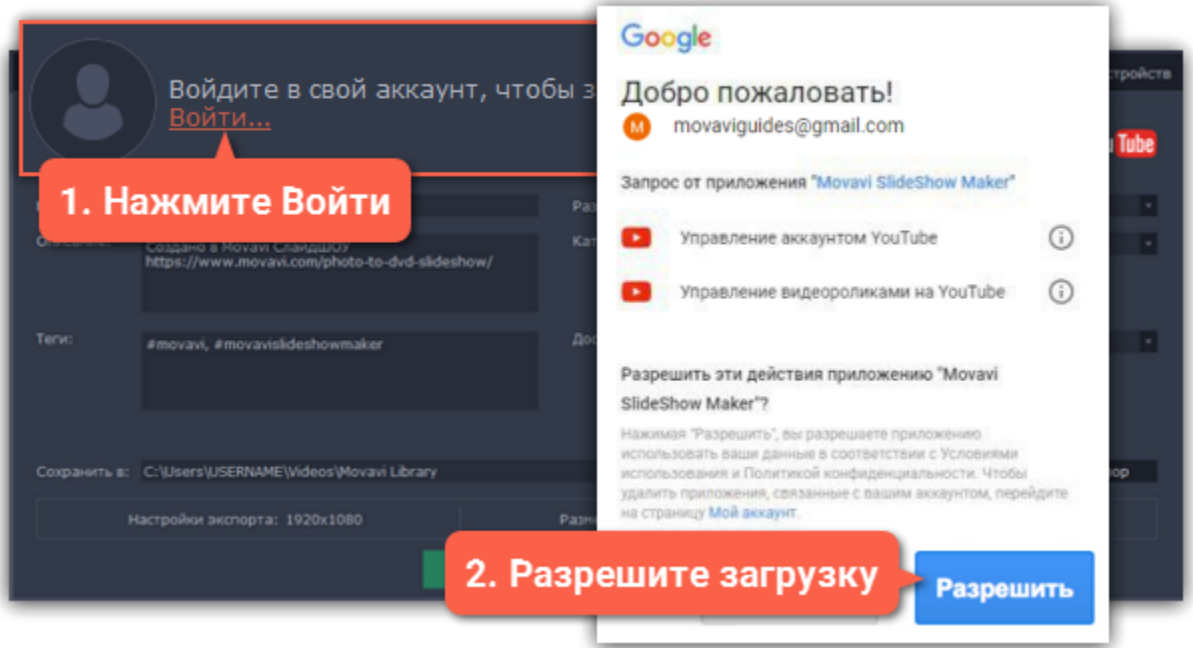 Войдите в свой аккаунт, чтобы з
Войти...
1. Нажмите Войти
Создано в Movavi СлайдШОУ
https://www.movavi.com/photo-to-dvd-slideshow/
Теги:
#movavi, #movavislideshowmaker
Сохранить в: C:\Users\USERNAME\Videos\Movavi Library
Настройки экспорта: 1920x1080
тройств
Tube
Google
Добро пожаловать!
M movaviguides@gmail.com
Запрос от приложения "Movavi SlideShow Maker"
Управление аккаунтом YouTube
Управление видеороликами на YouTube
Разрешить эти действия приложению "Movavi
SlideShow Maker"?
Нажимая "Разрешить", вы разрешаете приложению
использовать ваши данные в соответствии с Условиями
использования и Политикой конфиденциальности. Чтобы
удалить приложения, связанные с вашим аккаунтом, перейдите
на страницу Мой аккаунт.
2. Разрешите загрузку
Разрешить